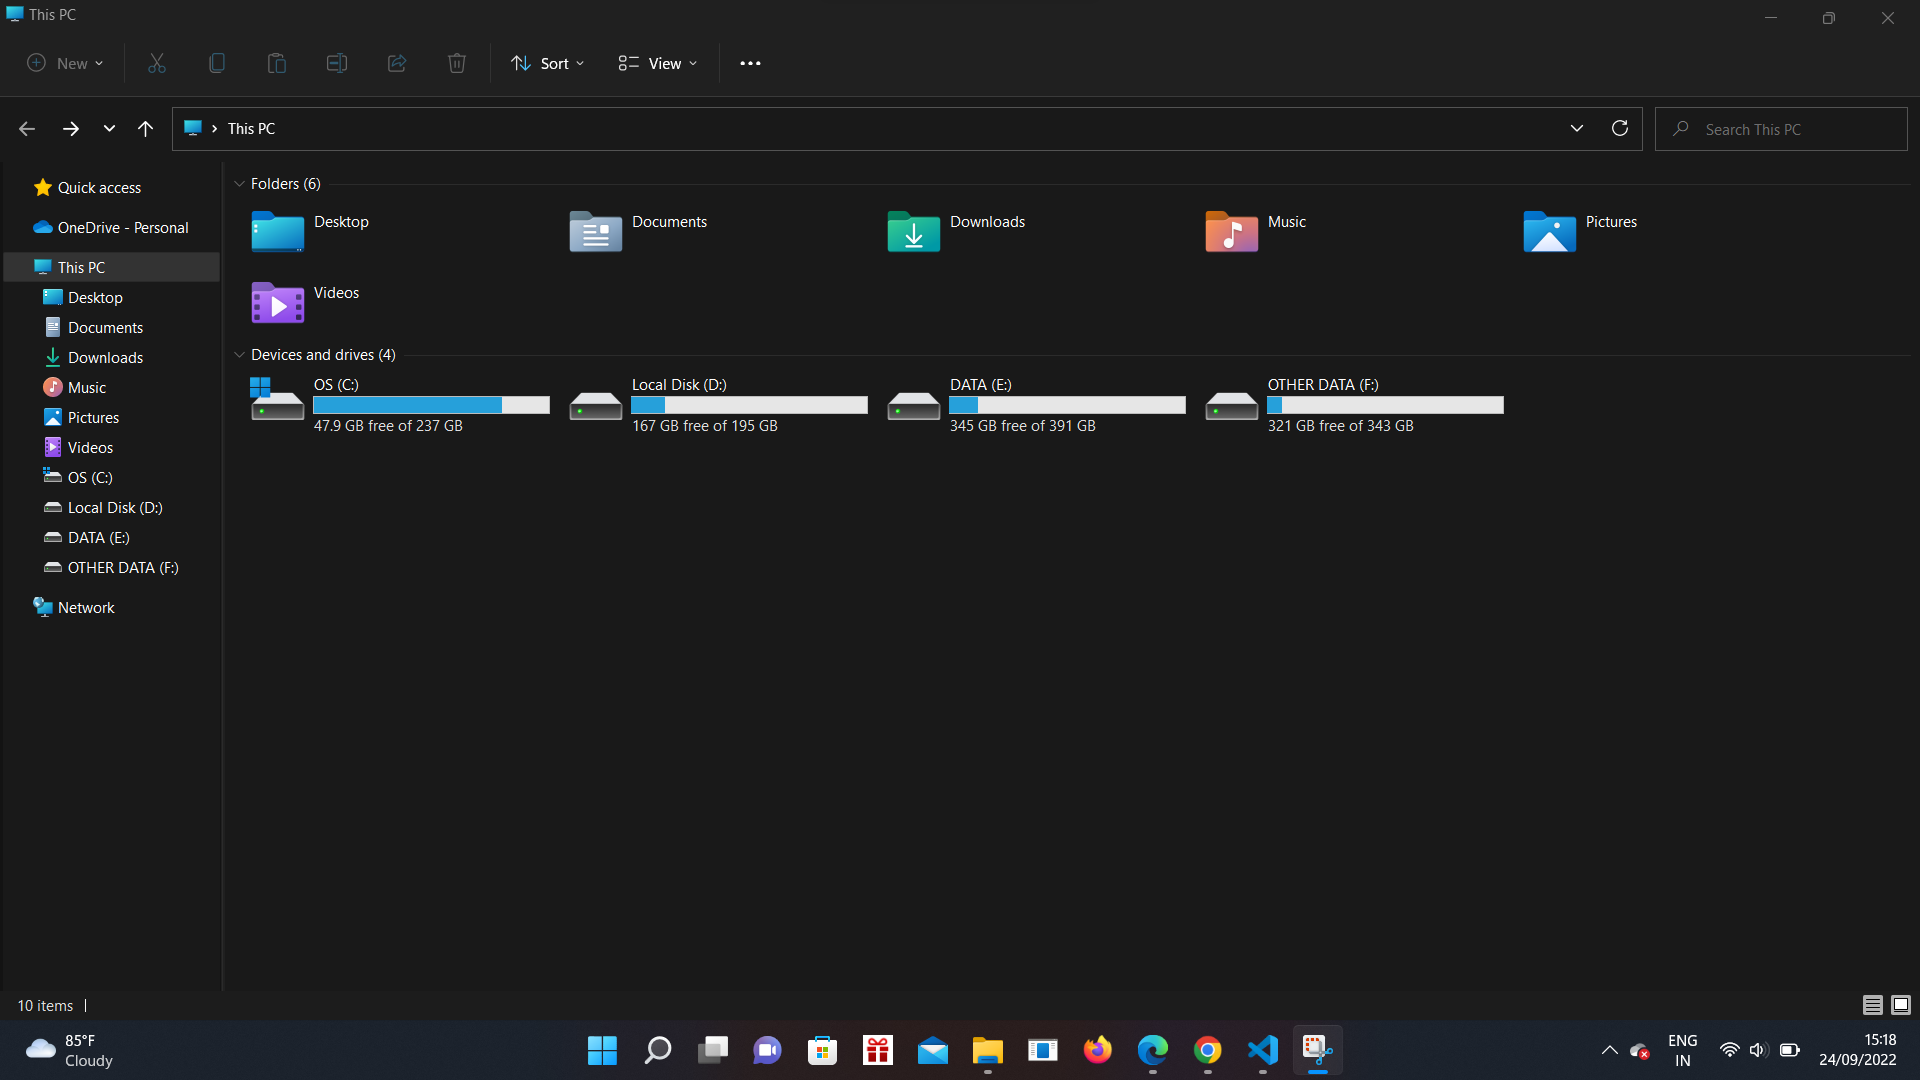 This PC
New
Sort
View
This PC
Search This PC
Quick access
OneDrive - Personal
This PC
Desktop
Documents
Downloads
Music
Pictures
Videos
OS (C:)
Local Disk (D:)
DATA (E:)
OTHER DATA (F:)
Network
Folders (6)
Desktop
Documents
Downloads
Music
Pictures
Videos
Devices and drives (4)
OS (C:)
47.9 GB free of 237 GB
Local Disk (D:)
167 GB free of 195 GB
DATA (E:)
345 GB free of 391 GB
OTHER DATA (F:)
321 GB free of 343 GB
10 items
85°F
Cloudy
ENG
IN
15:18
24/09/2022